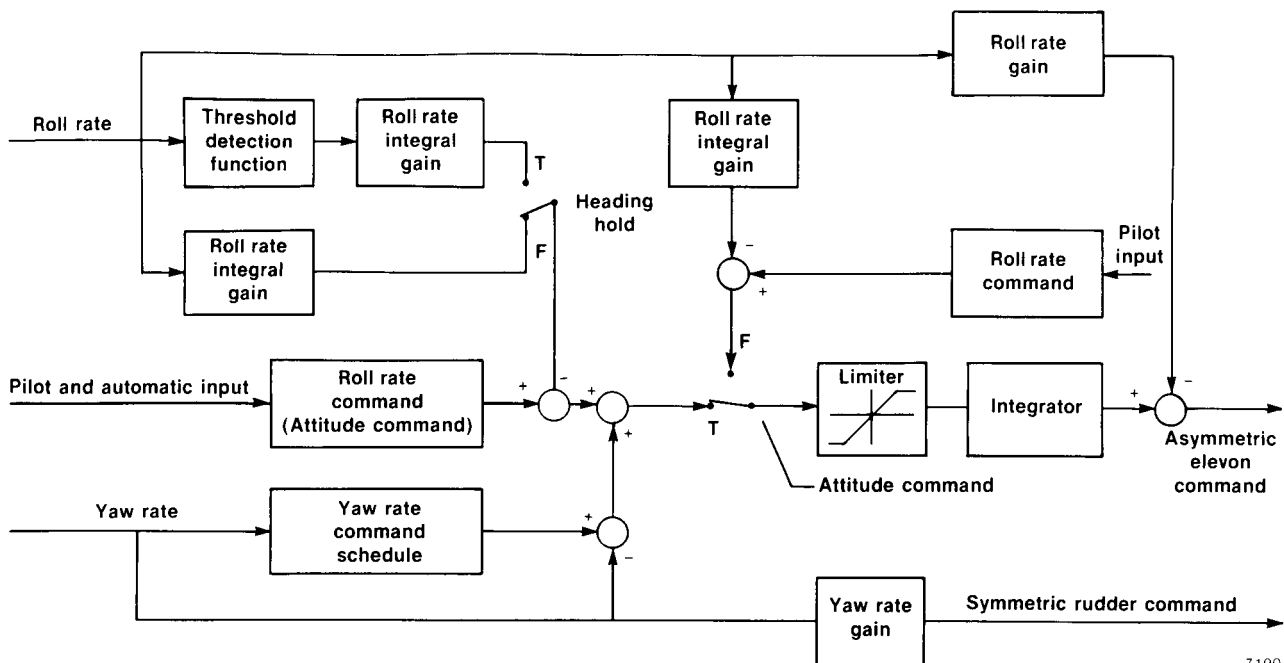 Roll rate
gain
Roll rate
Threshold
detection
function
Roll rate
integral
gain
Roll rate
integral
gain
T
Heading
hold
F
Roll rate
integral
gain
−
+
Roll rate
command
Pilot
input
F
Pilot and automatic input
Roll rate
command
(Attitude command)
+
−
+
+
T
Attitude command
Limiter
Integrator
+
−
Asymmetric
elevon
command
Yaw rate
Yaw rate
command
schedule
+
−
Yaw rate
gain
Symmetric rudder command